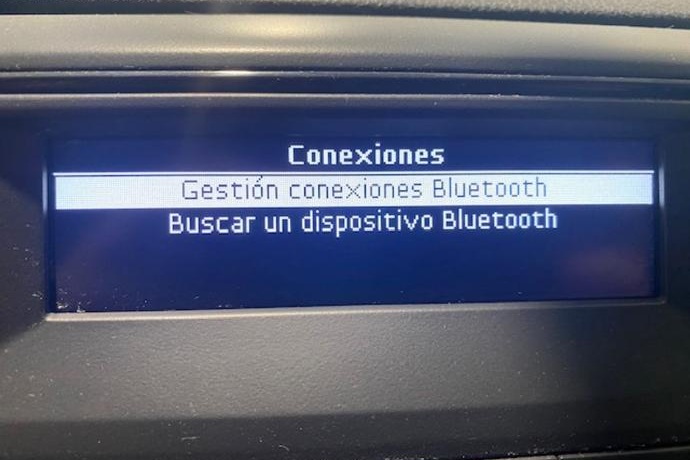 Conexiones
Gestión conexiones Bluetooth
Buscar un dispositivo Bluetooth